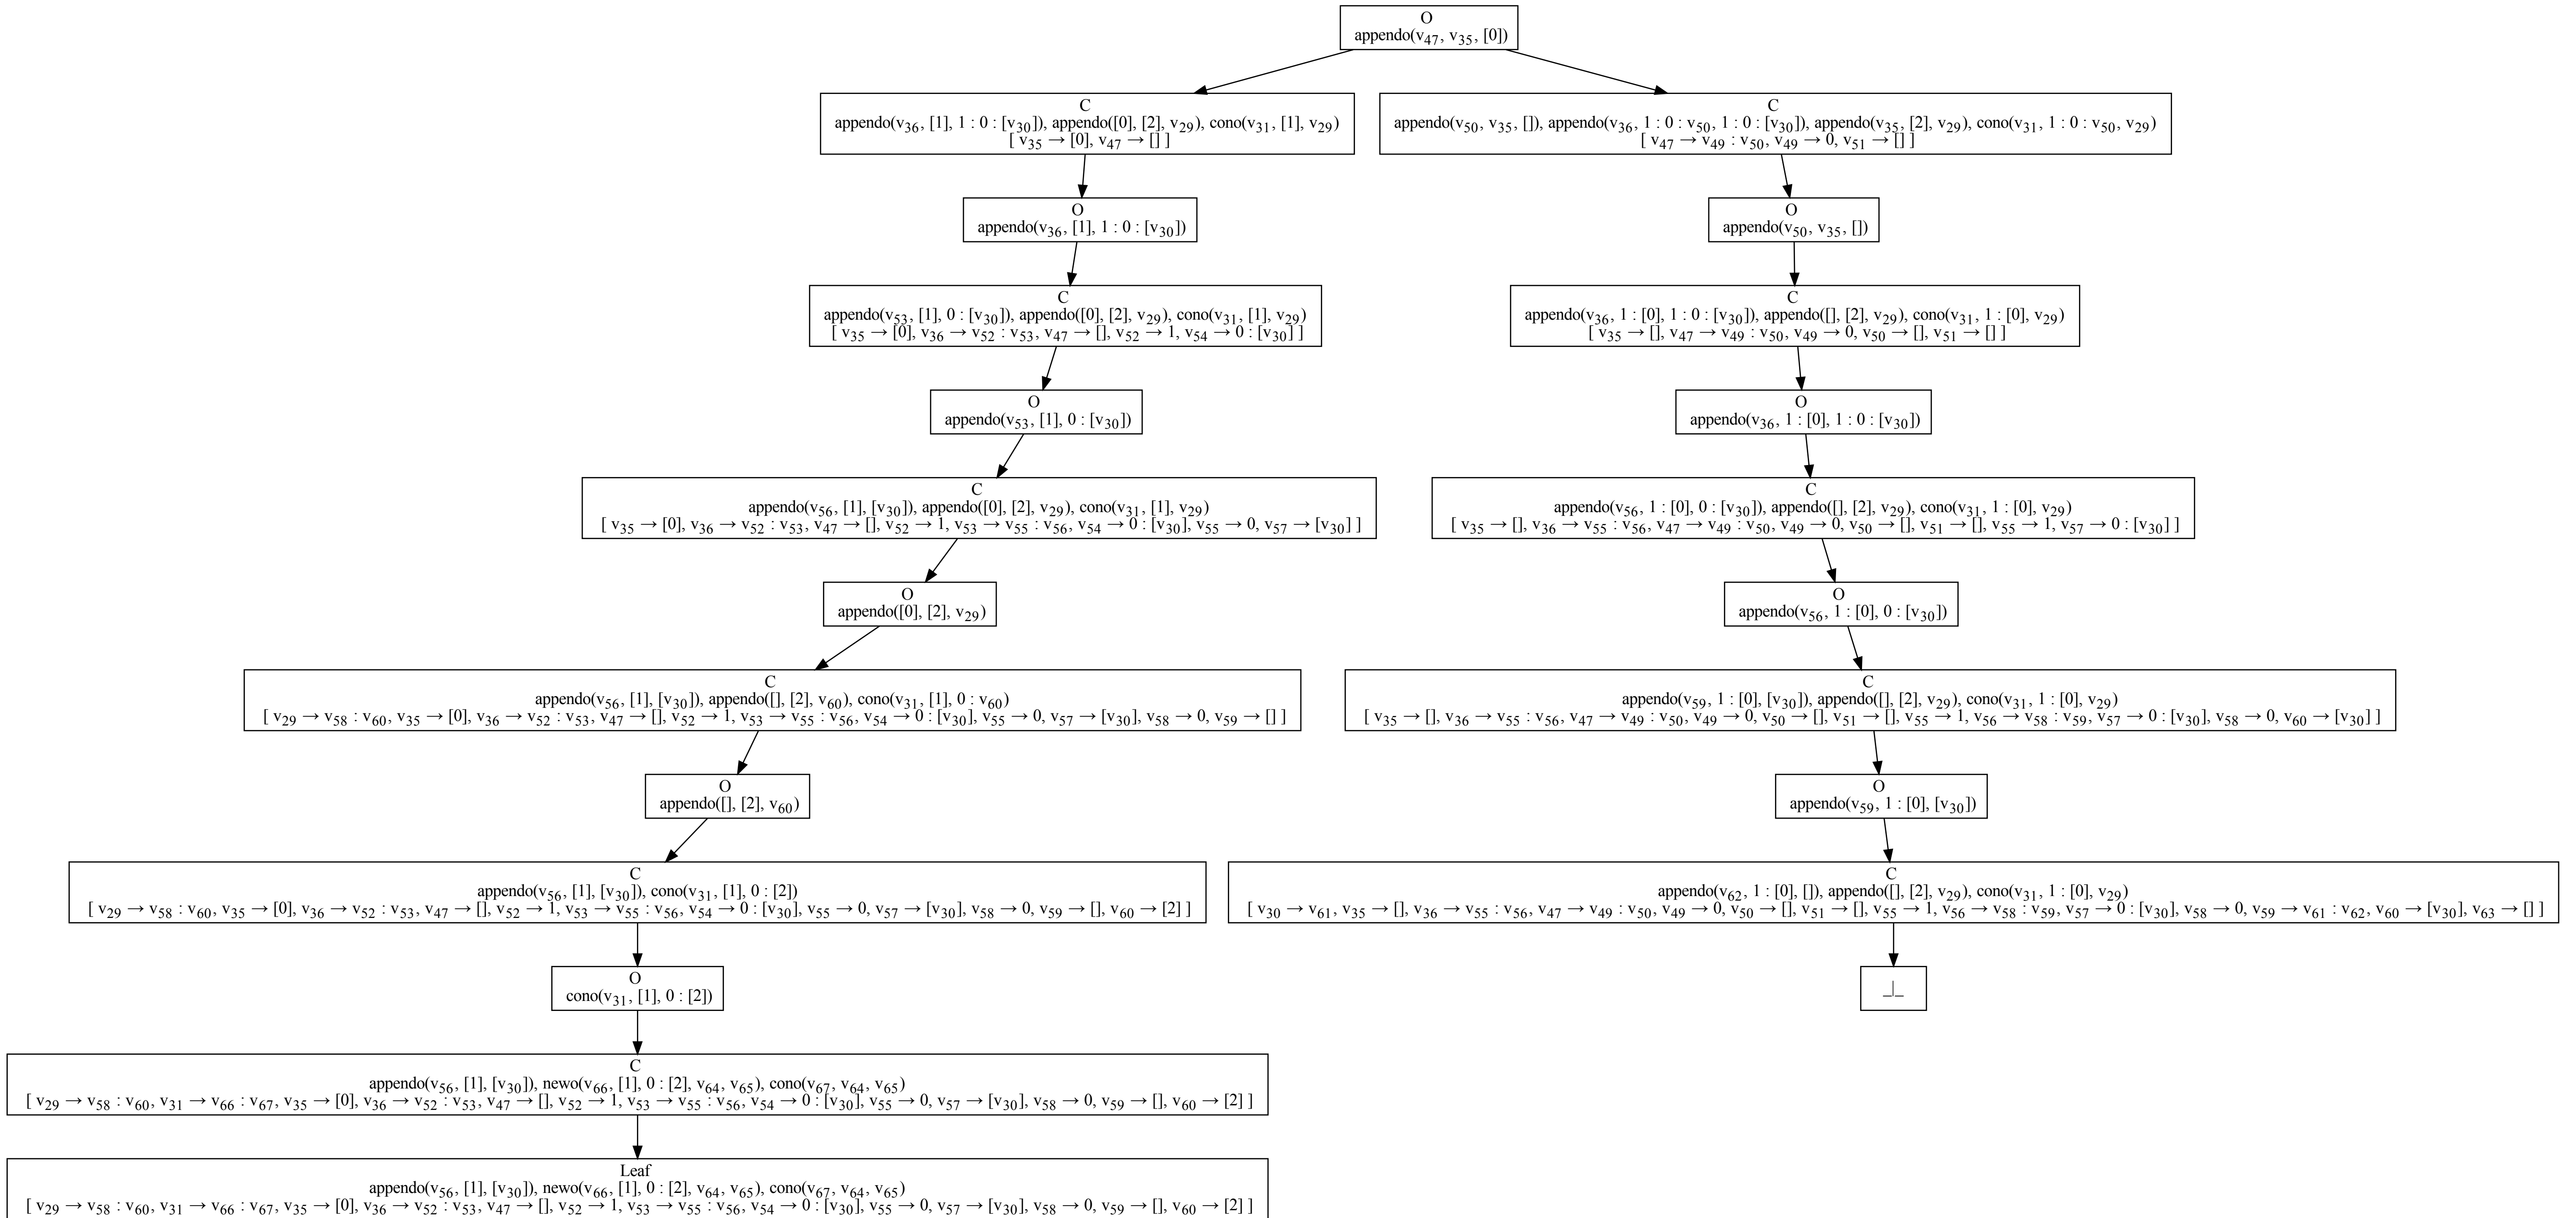 O
appendo(v47, v35, [0])
C
appendo(v36, [1], 1 : 0 : [v30]), appendo([0], [2], v29), cono(v31, [1], v29)
[ v35 → [0], v47 → [] ]
C
appendo(v50, v35, []), appendo(v36, 1 : 0 : v50, 1 : 0 : [v30]), appendo(v35, [2], v29), cono(v31, 1 : 0 : v50, v29)
[ v47 → v49 : v50, v49 → 0, v51 → [] ]
O
appendo(v36, [1], 1 : 0 : [v30])
O
appendo(v50, v35, [])
C
appendo(v53, [1], 0 : [v30]), appendo([0], [2], v29), cono(v31, [1], v29)
[ v35 → [0], v36 → v52 : v53, v47 → [], v52 → 1, v54 → 0 : [v30] ]
C
appendo(v36, 1 : [0], 1 : 0 : [v30]), appendo([], [2], v29), cono(v31, 1 : [0], v29)
[ v35 → [], v47 → v49 : v50, v49 → 0, v50 → [], v51 → [] ]
O
appendo(v53, [1], 0 : [v30])
O
appendo(v36, 1 : [0], 1 : 0 : [v30])
C
appendo(v56, [1], [v30]), appendo([0], [2], v29), cono(v31, [1], v29)
[ v35 → [0], v36 → v52 : v53, v47 → [], v52 → 1, v53 → v55 : v56, v54 → 0 : [v30], v55 → 0, v57 → [v30] ]
C
appendo(v56, 1 : [0], 0 : [v30]), appendo([], [2], v29), cono(v31, 1 : [0], v29)
[ v35 → [], v36 → v55 : v56, v47 → v49 : v50, v49 → 0, v50 → [], v51 → [], v55 → 1, v57 → 0 : [v30] ]
O
appendo([0], [2], v29)
O
appendo(v56, 1 : [0], 0 : [v30])
C
appendo(v56, [1], [v30]), appendo([], [2], v60), cono(v31, [1], 0 : v60)
[ v29 → v58 : v60, v35 → [0], v36 → v52 : v53, v47 → [], v52 → 1, v53 → v55 : v56, v54 → 0 : [v30], v55 → 0, v57 → [v30], v58 → 0, v59 → [] ]
C
appendo(v59, 1 : [0], [v30]), appendo([], [2], v29), cono(v31, 1 : [0], v29)
[ v35 → [], v36 → v55 : v56, v47 → v49 : v50, v49 → 0, v50 → [], v51 → [], v55 → 1, v56 → v58 : v59, v57 → 0 : [v30], v58 → 0, v60 → [v30] ]
O
appendo([], [2], v60)
O
appendo(v59, 1 : [0], [v30])
C
appendo(v56, [1], [v30]), cono(v31, [1], 0 : [2])
[ v29 → v58 : v60, v35 → [0], v36 → v52 : v53, v47 → [], v52 → 1, v53 → v55 : v56, v54 → 0 : [v30], v55 → 0, v57 → [v30], v58 → 0, v59 → [], v60 → [2] ]
C
appendo(v62, 1 : [0], []), appendo([], [2], v29), cono(v31, 1 : [0], v29)
[ v30 → v61, v35 → [], v36 → v55 : v56, v47 → v49 : v50, v49 → 0, v50 → [], v51 → [], v55 → 1, v56 → v58 : v59, v57 → 0 : [v30], v58 → 0, v59 → v61 : v62, v60 → [v30], v63 → [] ]
O
cono(v31, [1], 0 : [2])
_|_
C
appendo(v56, [1], [v30]), newo(v66, [1], 0 : [2], v64, v65), cono(v67, v64, v65)
[ v29 → v58 : v60, v31 → v66 : v67, v35 → [0], v36 → v52 : v53, v47 → [], v52 → 1, v53 → v55 : v56, v54 → 0 : [v30], v55 → 0, v57 → [v30], v58 → 0, v59 → [], v60 → [2] ]
Leaf
appendo(v56, [1], [v30]), newo(v66, [1], 0 : [2], v64, v65), cono(v67, v64, v65)
[ v29 → v58 : v60, v31 → v66 : v67, v35 → [0], v36 → v52 : v53, v47 → [], v52 → 1, v53 → v55 : v56, v54 → 0 : [v30], v55 → 0, v57 → [v30], v58 → 0, v59 → [], v60 → [2] ]